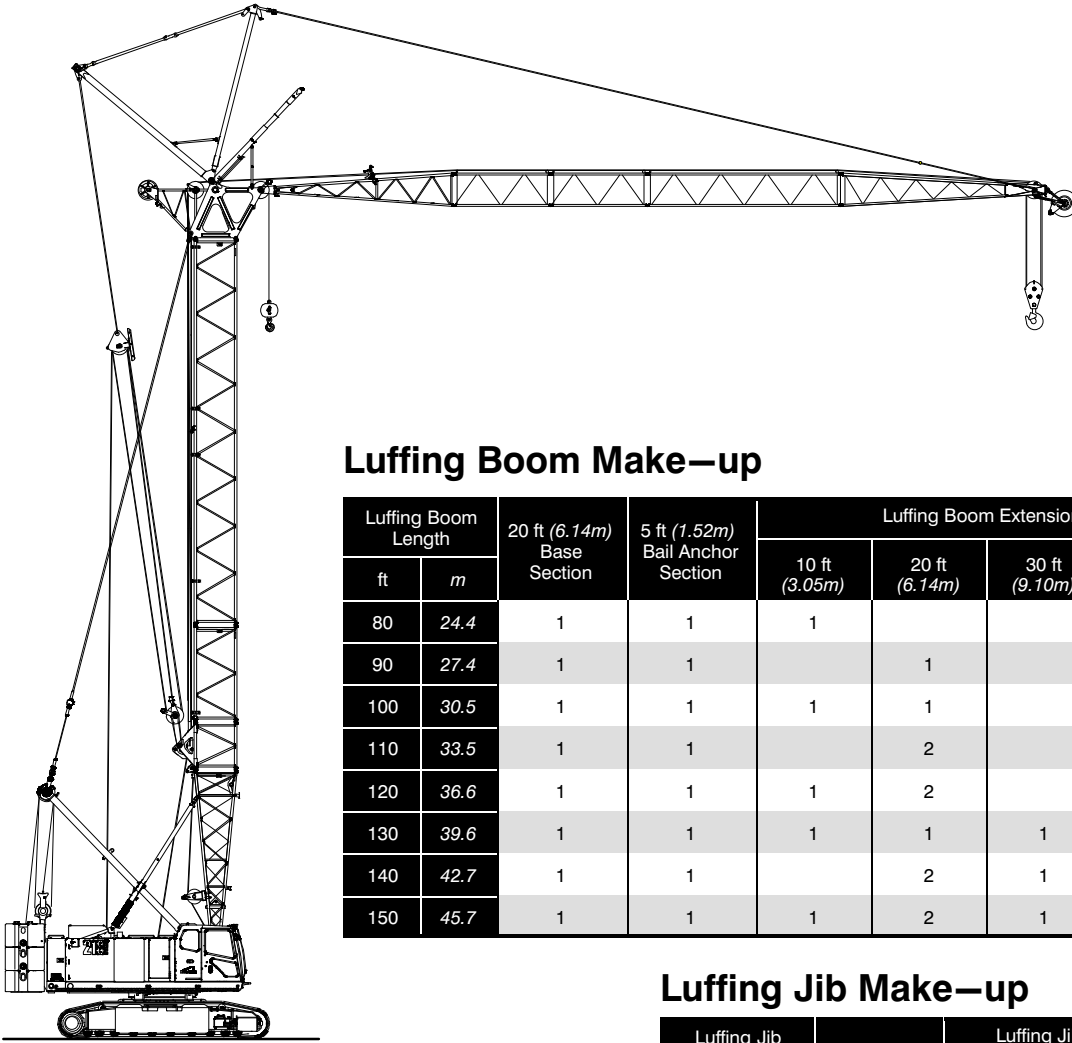 Luffing Boom Make–up
Luffing Boom Length
20 ft (6.14m) Base Section
5 ft (1.52m) Bail Anchor Section
Luffing Boom Extension
ft m
10 ft (3.05m)
20 ft (6.14m)
30 ft (9.10m)
80 24.4 1 1 1
90 27.4 1 1 1
100 30.5 1 1 1 1
110 33.5 1 1 2
120 36.6 1 1 1 2
130 39.6 1 1 1 1 1
140 42.7 1 1 2 1
150 45.7 1 1 1 2 1
Luffing Jib Make–up
Luffing Jib
Luffing Ji